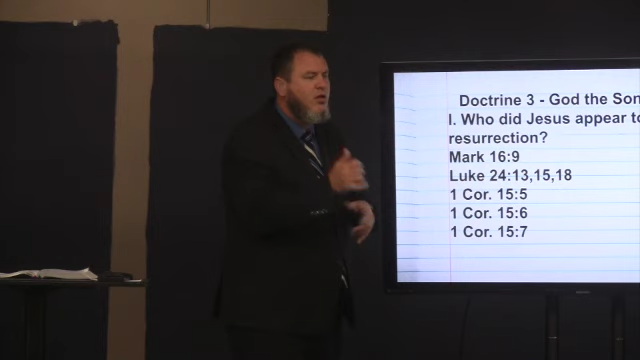 Doctrine 3 - God the Son
I. Who did Jesus appear to
resurrection?
Mark 16:9
Luke 24:13,15,18
1 Cor. 15:5
1 Cor. 15:6
1 Cor. 15:7